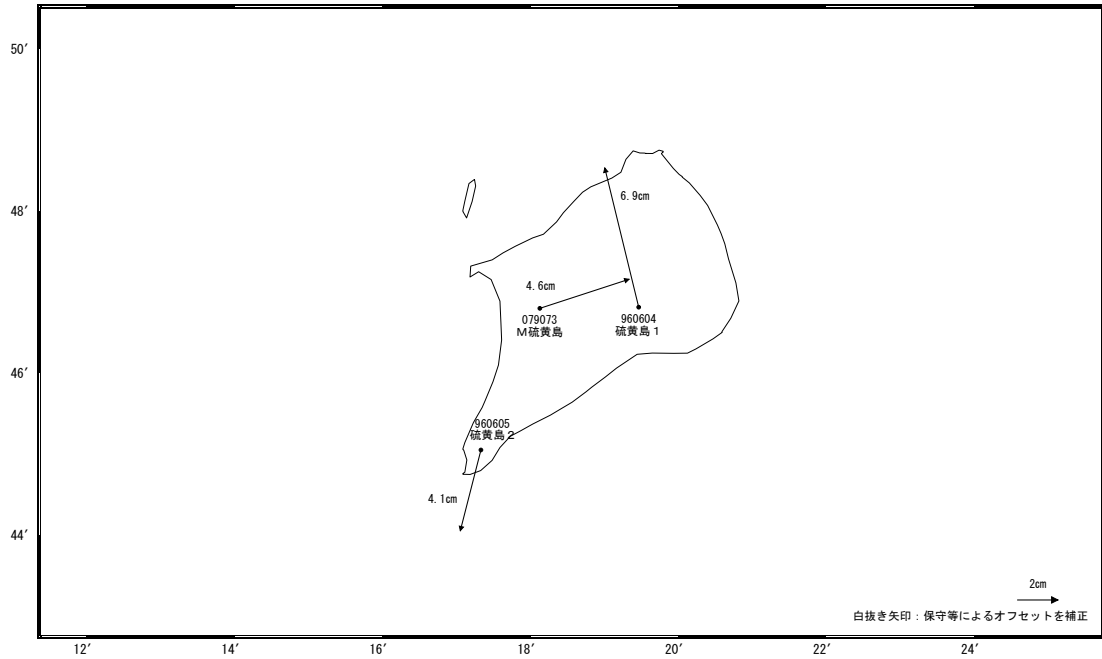 50′
48′
6.9cm
4.6cm
079073
M硫黄島
960604
硫黄島1
46′
960605
硫黄島2
4.1cm
44′
2cm
白抜き矢印：保守等によるオフセットを補正
12′
14′
16′
18′
20′
22′
24′